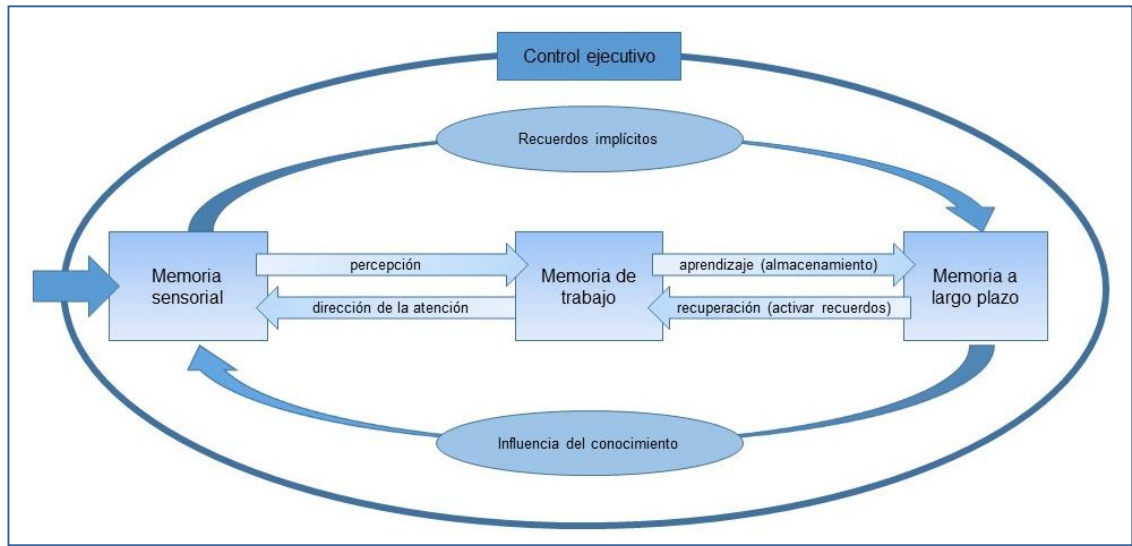 Control ejecutivo
Recuerdos implícitos
Memoria
sensorial
percepción
dirección de la atención
Memoria de
trabajo
aprendizaje (almacenamiento)
recuperación (activar recuerdos)
Memoria a
largo plazo
Influencia del conocimiento